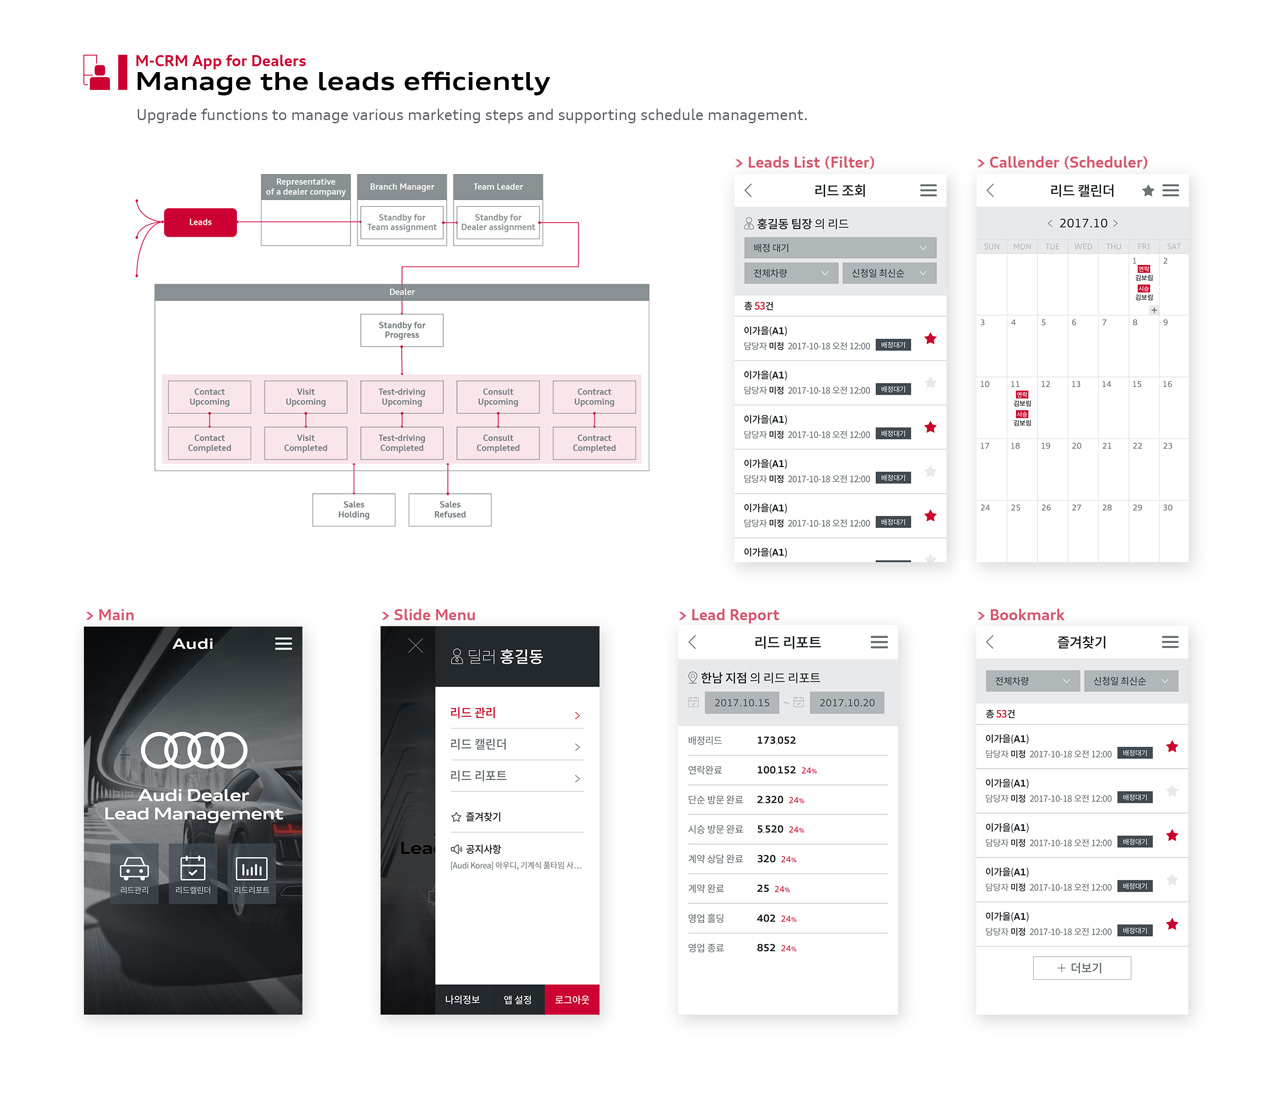 M-CRM App for Dealers
Manage the leads efficiently
Upgrade functions to manage various marketing steps and supporting schedule management.
Representative
of a dealer company
Branch Manager
Team Leader
Leads
Standby for
Team assignment
Standby for
Dealer assignment
Dealer
Standby for
Progress
Contact
Upcoming
Visit
Upcoming
Test-driving
Upcoming
Consult
Upcoming
Contract
Upcoming
Contact
Completed
Visit
Completed
Test-driving
Completed
Consult
Completed
Contract
Completed
Sales
Holding
Sales
Refused
> Leads List (Filter)
리드 조회
홍길동 팀장 의 리드
배정 대기
전체차량
신청일 최신순
총 53건
이가을(A1)
담당자 미정 2017-10-18 오전 12:00 배정대기
이가을(A1)
담당자 미정 2017-10-18 오전 12:00 배정대기
이가을(A1)
담당자 미정 2017-10-18 오전 12:00 배정대기
이가을(A1)
담당자 미정 2017-10-18 오전 12:00 배정대기
이가을(A1)
담당자 미정 2017-10-18 오전 12:00 배정대기
이가을(A1)
> Callender (Scheduler)
리드 캘린더
< 2017.10 >
SUN MON TUE WED THU FRI SAT
1 2
연락
김보림
시승
김보림
+
3 4 5 6 7 8 9
10 11 12 13 14 15 16
연락
김보림
시승
김보림
17 18 19 20 21 22 23
24 25 26 27 28 29 30
> Main
Audi
Audi Dealer
Lead Management
리드관리
리드캘린더
리드리포트
> Slide Menu
딜러 홍길동
리드 관리
리드 캘린더
리드 리포트
즐겨찾기
공지사항
[Audi Korea] 아우디, 기계식 풀타임 사...
Lea
나의정보
앱 설정
로그아웃
> Lead Report
리드 리포트
한남 지점 의 리드 리포트
2017.10.15 ~ 2017.10.20
배정리드 173.052
연락완료 100.152 24%
단순 방문 완료 2.320 24%
시승 방문 완료 5.520 24%
계약 상담 완료 320 24%
계약 완료 25 24%
영업 홀딩 402 24%
영업 종료 852 24%
> Bookmark
즐겨찾기
전체차량
신청일 최신순
총 53건
이가을(A1)
담당자 미정 2017-10-18 오전 12:00 배정대기
이가을(A1)
담당자 미정 2017-10-18 오전 12:00 배정대기
이가을(A1)
담당자 미정 2017-10-18 오전 12:00 배정대기
이가을(A1)
담당자 미정 2017-10-18 오전 12:00 배정대기
이가을(A1)
담당자 미정 2017-10-18 오전 12:00 배정대기
+ 더보기